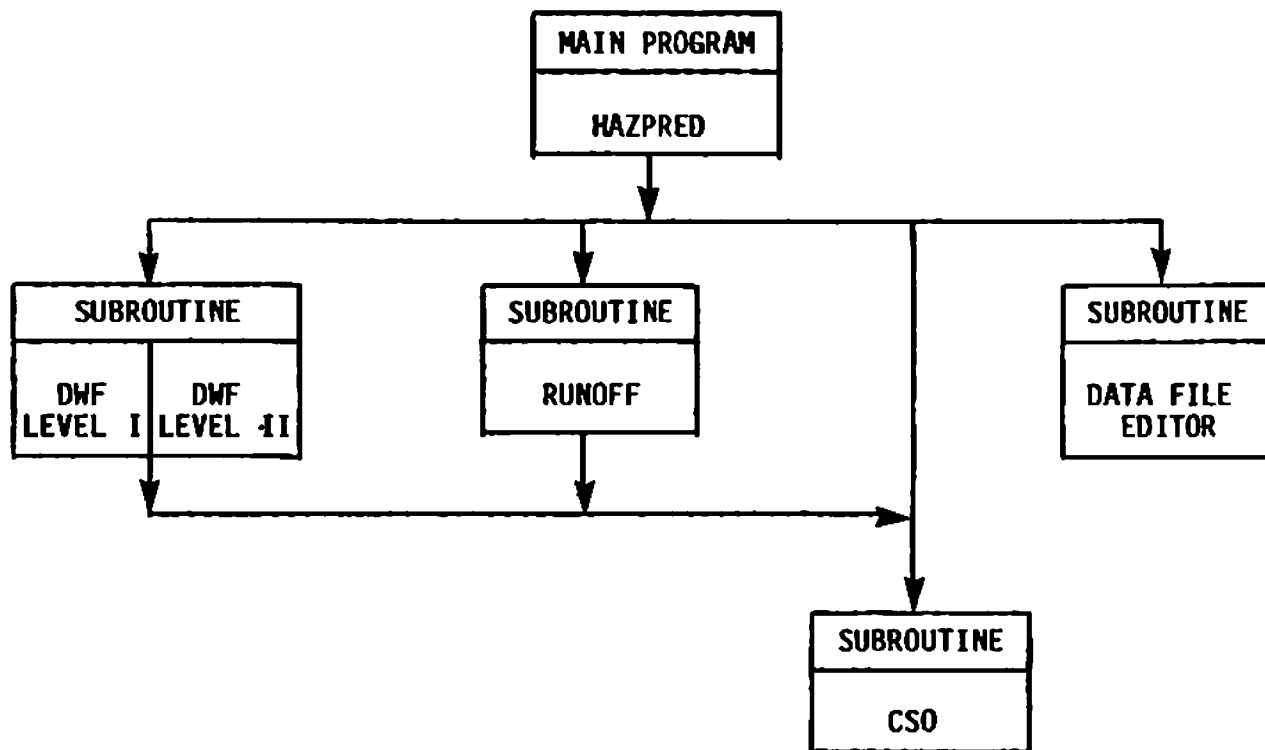 MAIN PROGRAM
HAZPRED
SUBROUTINE
DWF
LEVEL I
DWF
LEVEL II
SUBROUTINE
RUNOFF
SUBROUTINE
DATA FILE
EDITOR
SUBROUTINE
CSO